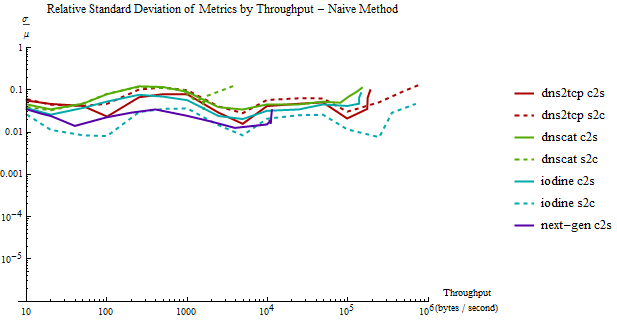 Relative Standard Deviation of Metrics by Throughput − Naive Method
σ
μ
1
0.1
0.01
0.001
10⁻⁴
10⁻⁵
10
100
1000
10⁴
10⁵
10⁶
Throughput
(bytes / second)
dns2tcp c2s
dns2tcp s2c
dnscat c2s
dnscat s2c
iodine c2s
iodine s2c
next−gen c2s